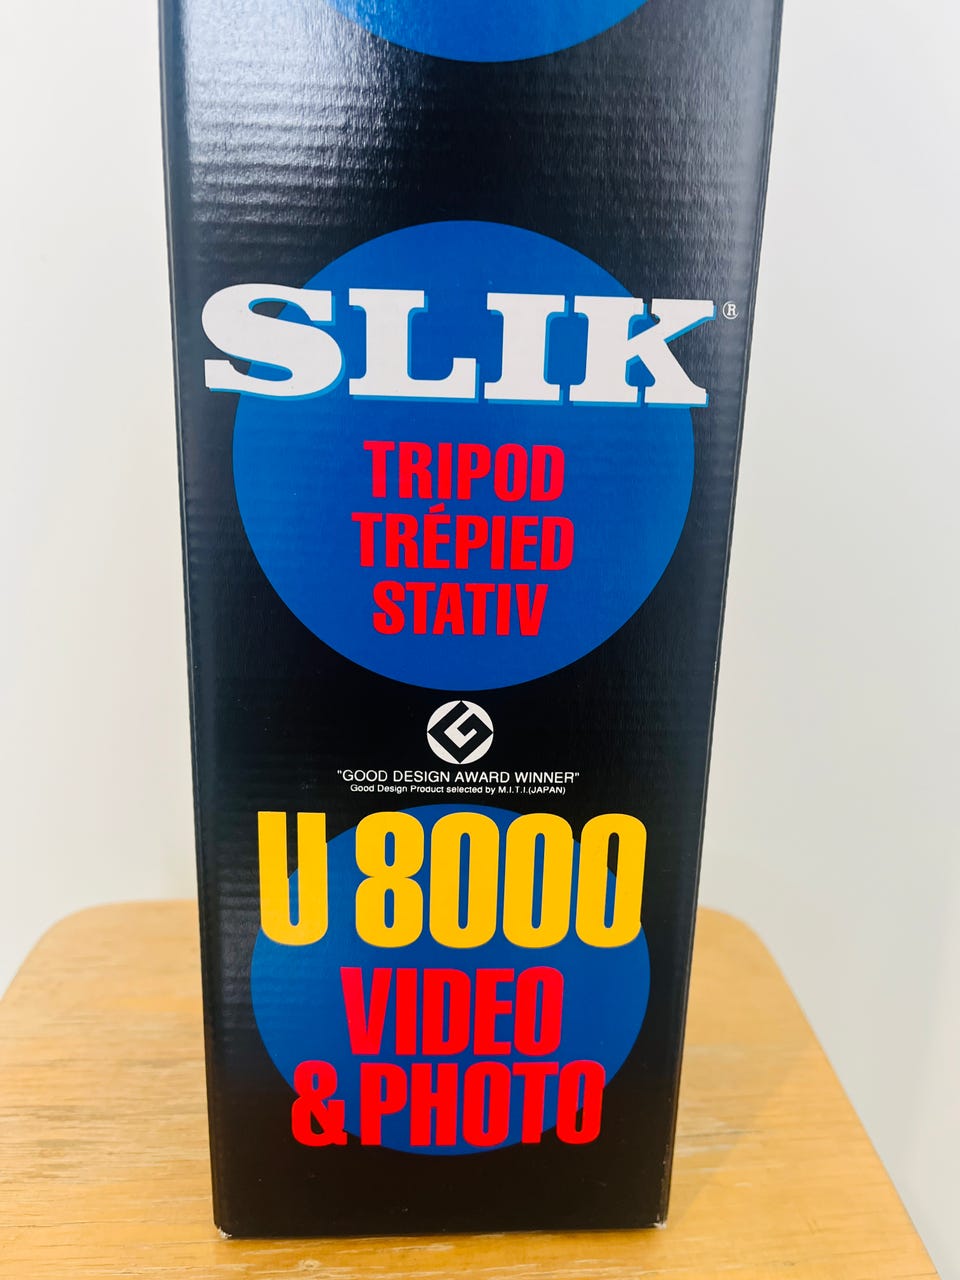 SLIK®
TRIPOD
TRÉPIED
STATIV
"GOOD DESIGN AWARD WINNER"
Good Design Product selected by M.I.T.I.(JAPAN)
U 8000
VIDEO
& PHOTO